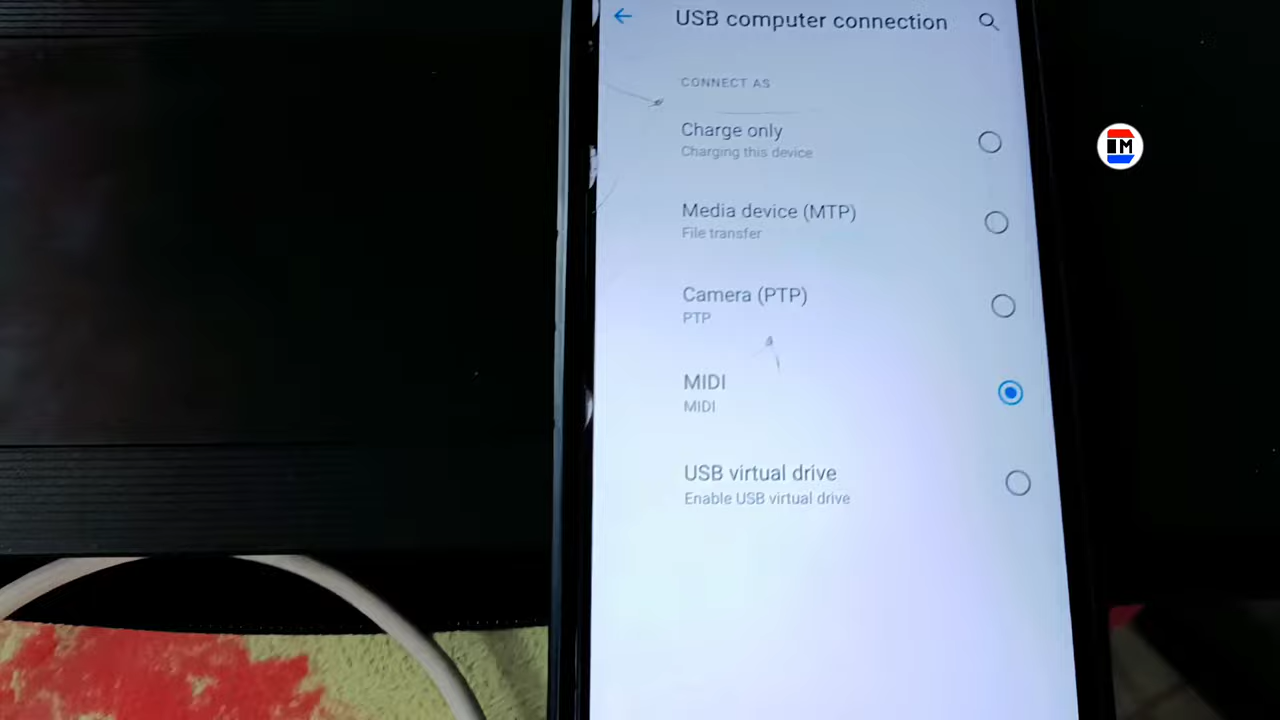 USB computer connection
CONNECT AS
Charge only
Charging this device
Media device (MTP)
File transfer
Camera (PTP)
PTP
MIDI
MIDI
USB virtual drive
Enable USB virtual drive
IM